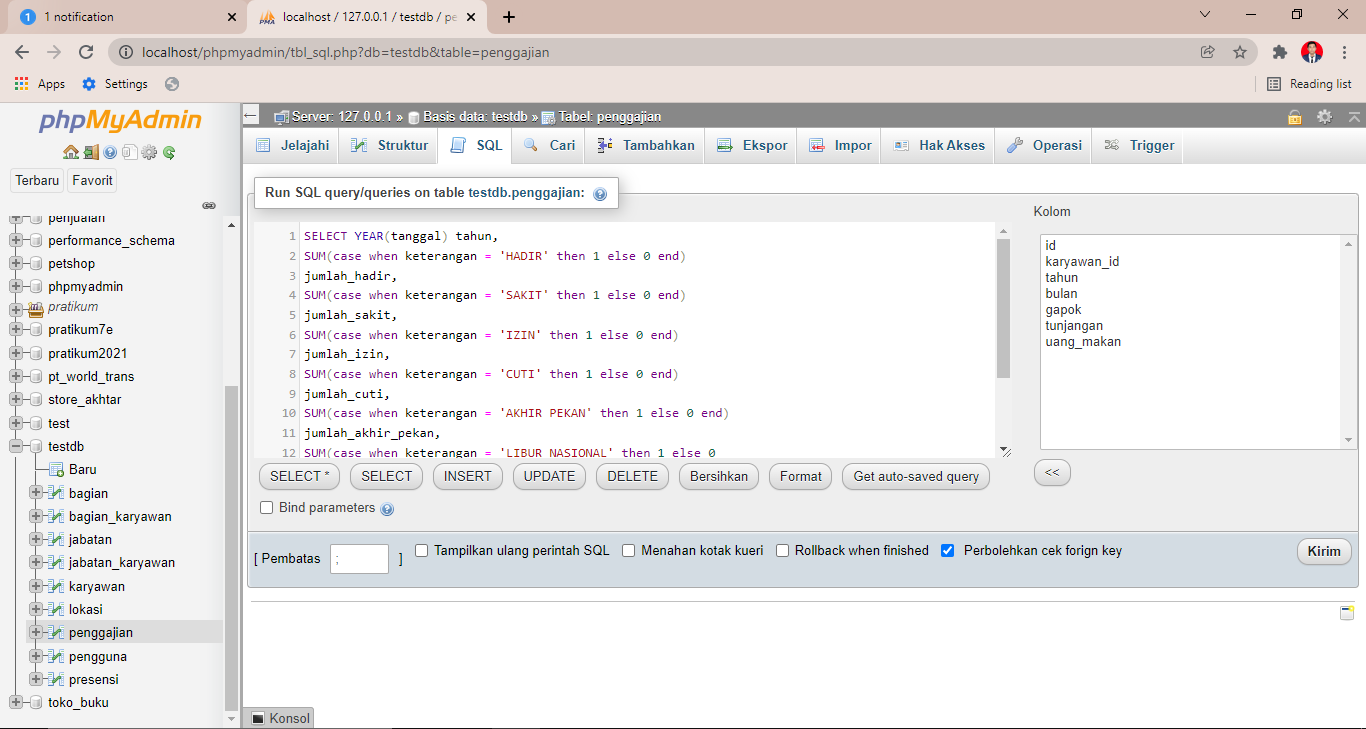 1 notification
localhost / 127.0.0.1 / testdb / pe
localhost/phpmyadmin/tbl_sql.php?db=testdb&table=penggajian
Apps
Settings
Reading list
phpMyAdmin
Terbaru
Favorit
penjualan
performance_schema
petshop
phpmyadmin
pratikum
pratikum7e
pratikum2021
pt_world_trans
store_akhtar
test
testdb
Baru
bagian
bagian_karyawan
jabatan
jabatan_karyawan
karyawan
lokasi
penggajian
pengguna
presensi
toko_buku
Server: 127.0.0.1 » Basis data: testdb » Tabel: penggajian
Jelajahi
Struktur
SQL
Cari
Tambahkan
Ekspor
Impor
Hak Akses
Operasi
Trigger
Run SQL query/queries on table testdb.penggajian:
1 SELECT YEAR(tanggal) tahun,
2 SUM(case when keterangan = 'HADIR' then 1 else 0 end)
3 jumlah_hadir,
4 SUM(case when keterangan = 'SAKIT' then 1 else 0 end)
5 jumlah_sakit,
6 SUM(case when keterangan = 'IZIN' then 1 else 0 end)
7 jumlah_izin,
8 SUM(case when keterangan = 'CUTI' then 1 else 0 end)
9 jumlah_cuti,
10 SUM(case when keterangan = 'AKHIR PEKAN' then 1 else 0 end)
11 jumlah_akhir_pekan,
12 SUM(case when keterangan = 'LIBUR NASIONAL' then 1 else 0
Kolom
id
karyawan_id
tahun
bulan
gapok
tunjangan
uang_makan
<<
SELECT *
SELECT
INSERT
UPDATE
DELETE
Bersihkan
Format
Get auto-saved query
Bind parameters
[ Pembatas ; ]
Tampilkan ulang perintah SQL
Menahan kotak kueri
Rollback when finished
Perbolehkan cek forign key
Kirim
Konsol